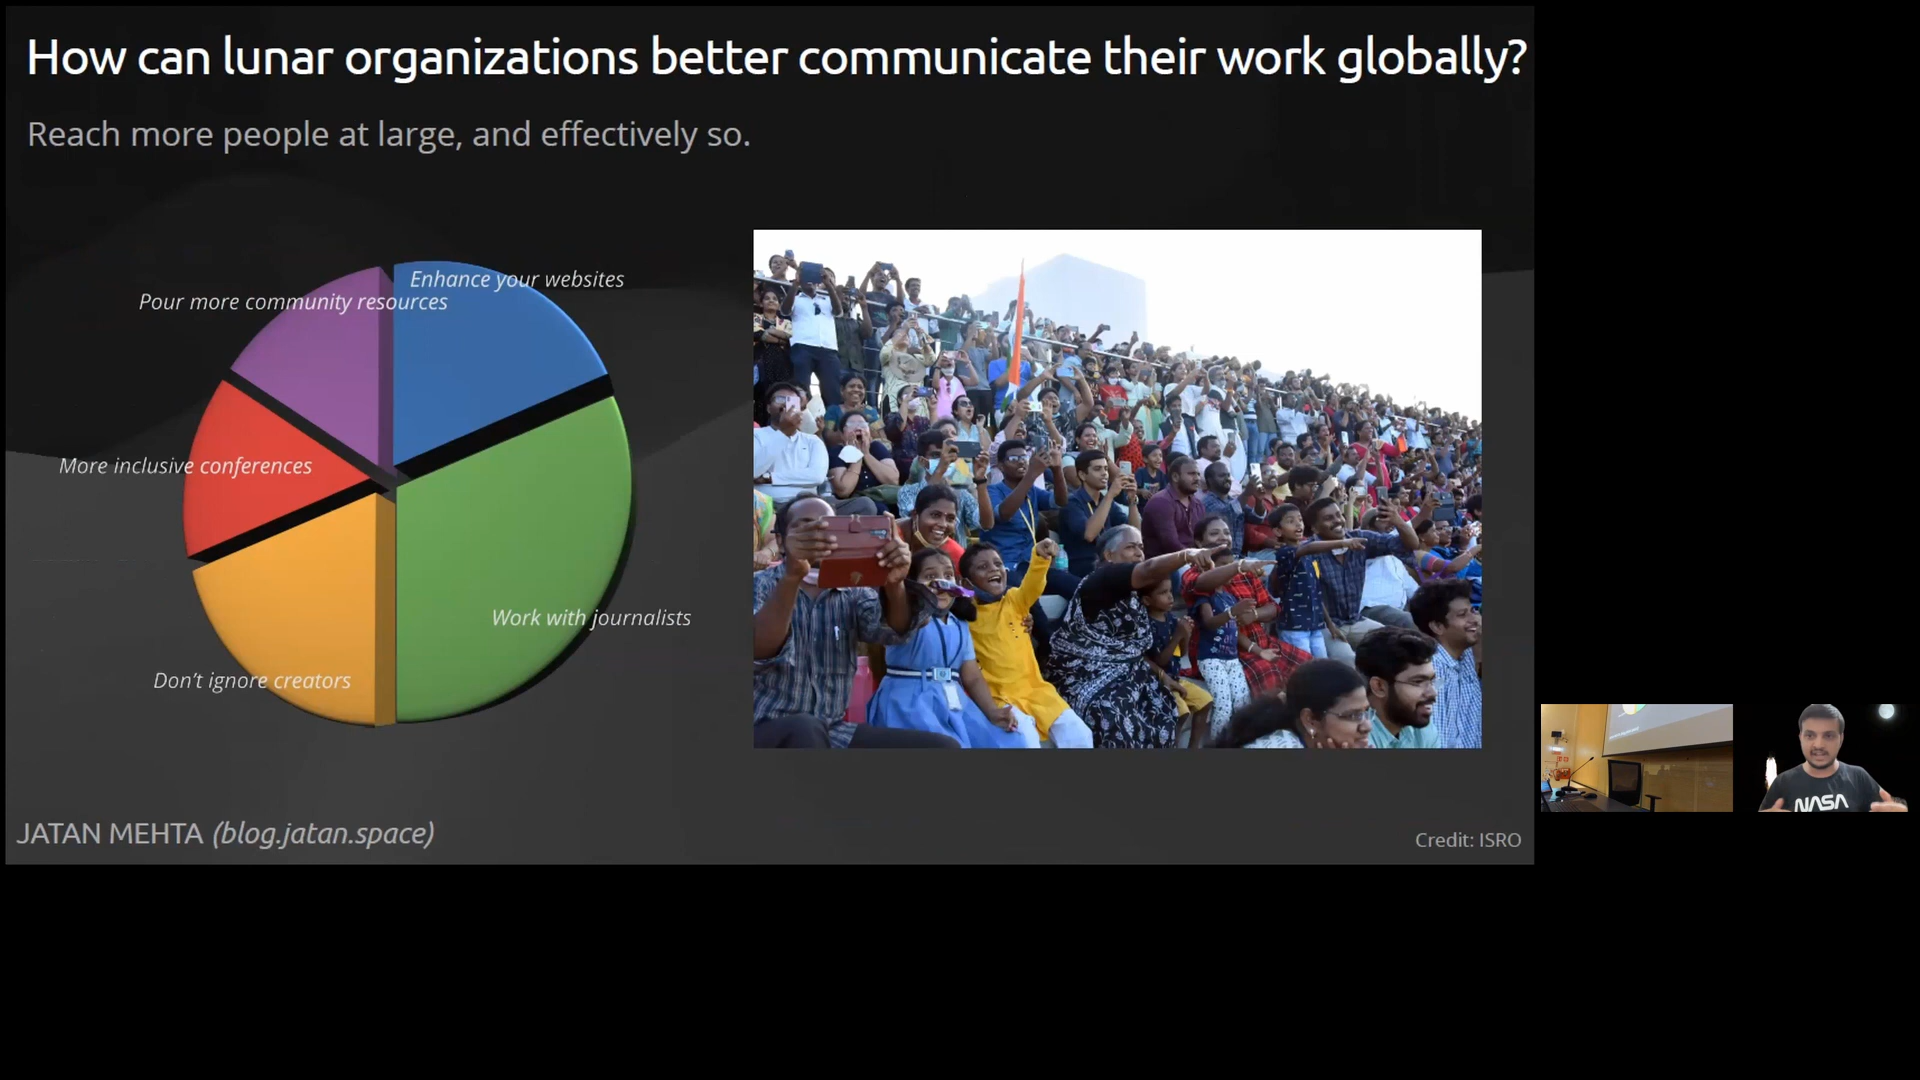 How can lunar organizations better communicate their work globally?
Reach more people at large, and effectively so.
Enhance your websites
Pour more community resources
More inclusive conferences
Work with journalists
Don’t ignore creators
JATAN MEHTA (blog.jatan.space)
Credit: ISRO
NASA